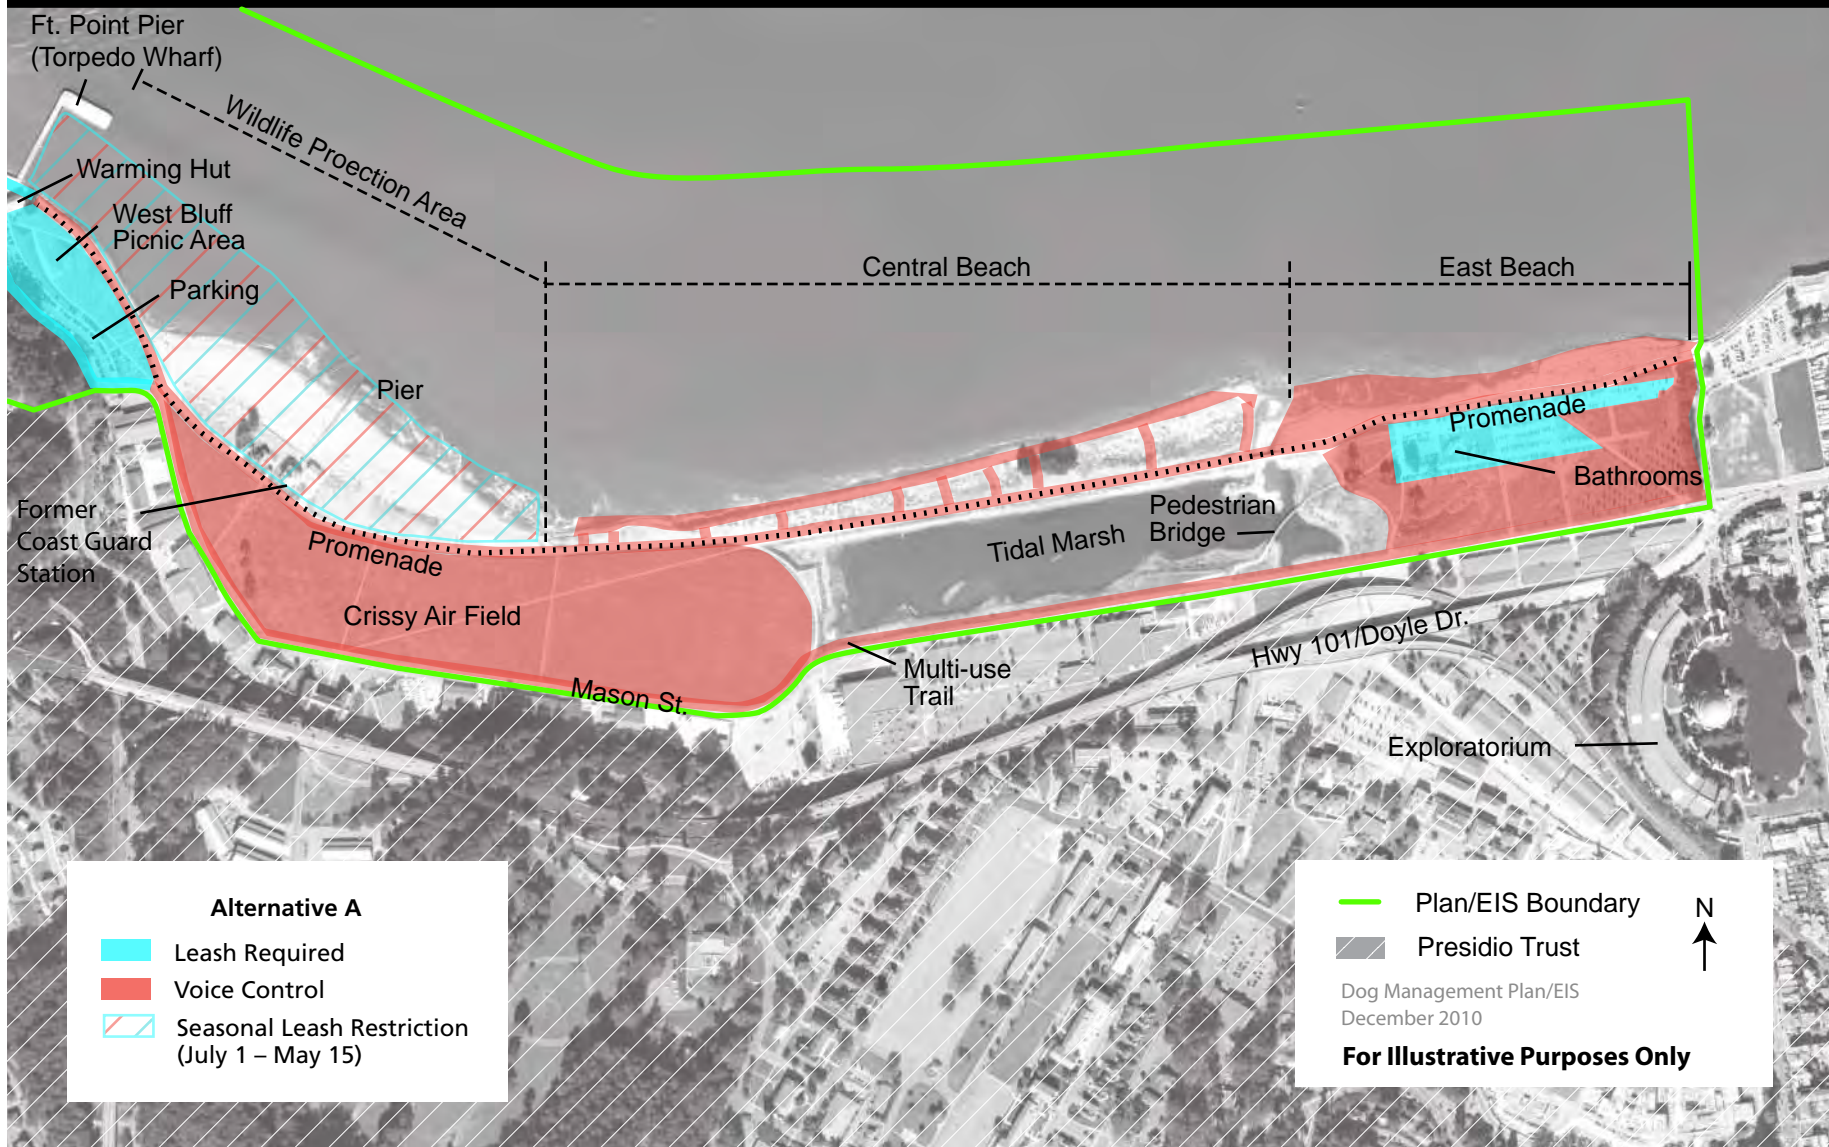 Ft. Point Pier
(Torpedo Wharf)
Wildlife Proection Area
Warming Hut
West Bluff
Picnic Area
Parking
Central Beach
East Beach
Pier
Promenade
Bathrooms
Former
Coast Guard
Station
Promenade
Pedestrian
Bridge
Tidal Marsh
Crissy Air Field
Multi-use
Trail
Hwy 101/Doyle Dr.
Mason St.
Exploratorium
Alternative A
Leash Required
Voice Control
Seasonal Leash Restriction
(July 1 – May 15)
Plan/EIS Boundary
N
Presidio Trust
Dog Management Plan/EIS
December 2010
For Illustrative Purposes Only